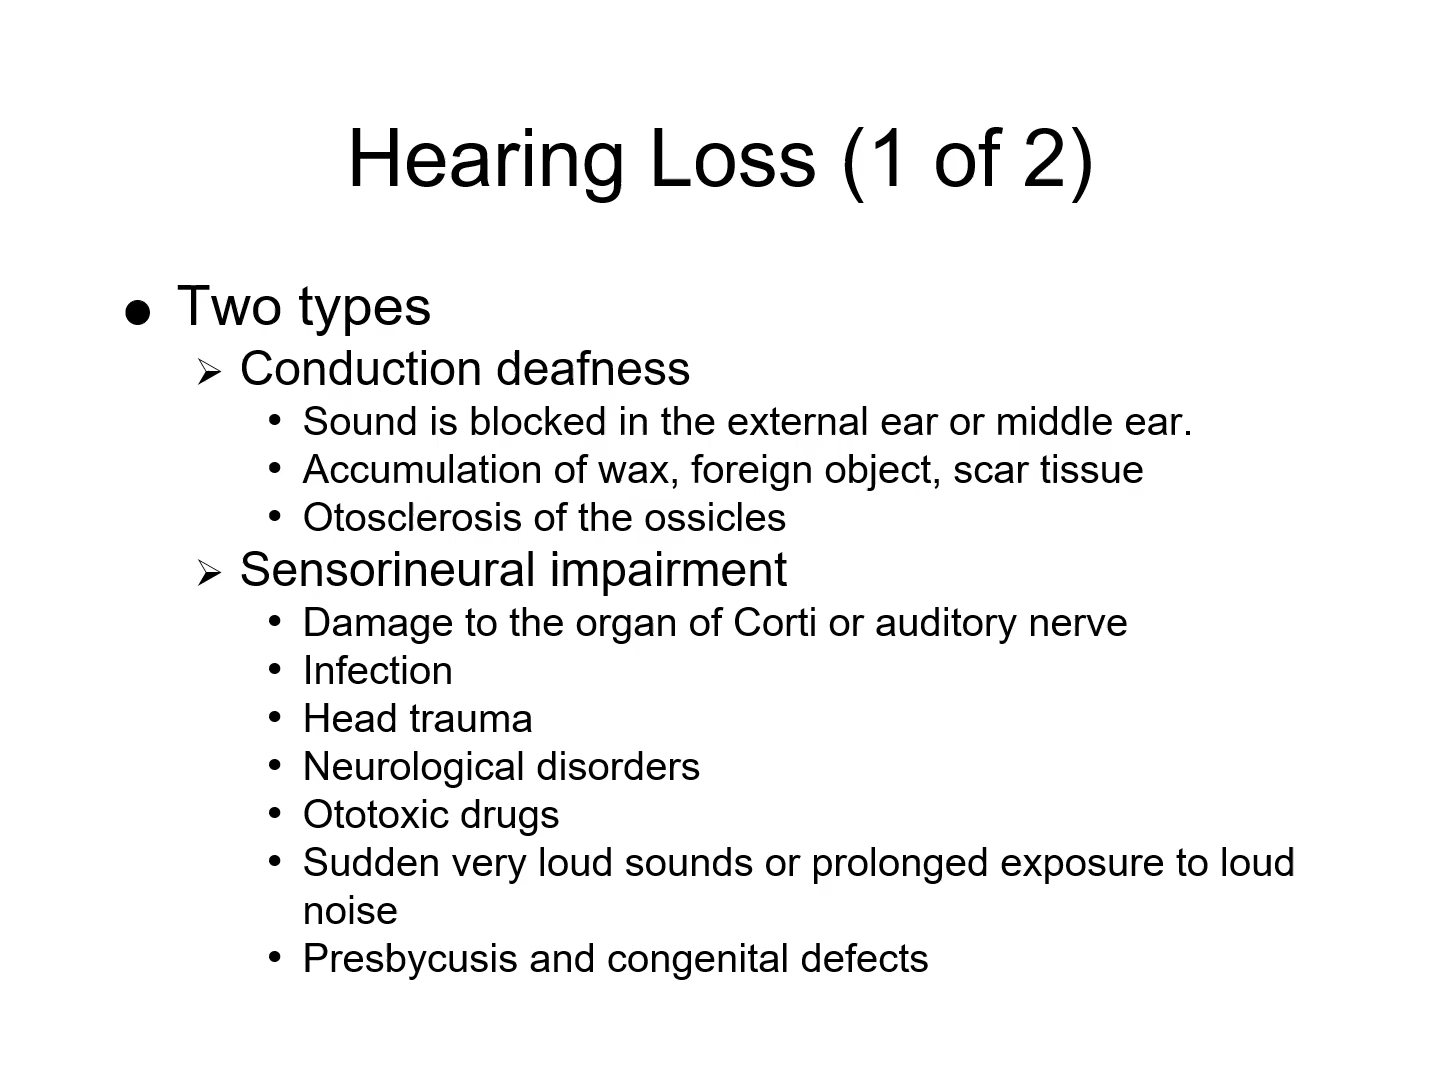 Hearing Loss (1 of 2)
● Two types
➢ Conduction deafness
• Sound is blocked in the external ear or middle ear.
• Accumulation of wax, foreign object, scar tissue
• Otosclerosis of the ossicles
➢ Sensorineural impairment
• Damage to the organ of Corti or auditory nerve
• Infection
• Head trauma
• Neurological disorders
• Ototoxic drugs
• Sudden very loud sounds or prolonged exposure to loud
noise
• Presbycusis and congenital defects